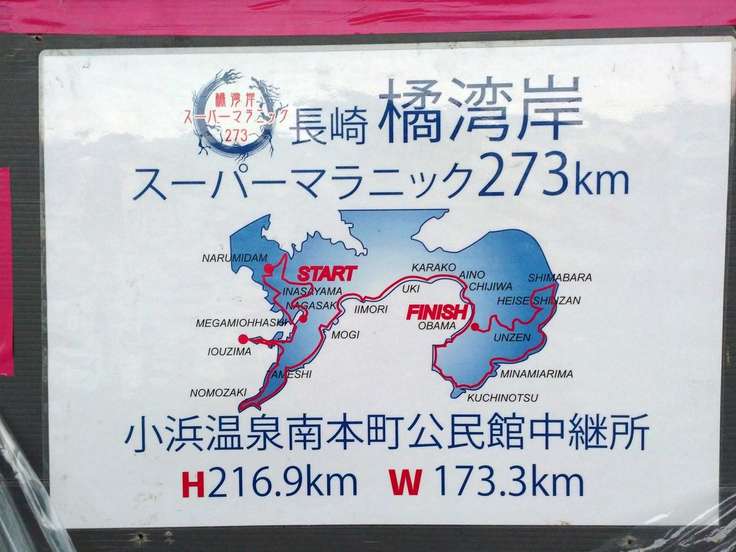 橘湾岸
スーパーマラニック
273
長崎 橘湾岸
スーパーマラニック273km
NARUMIDAM
START
INASAYAMA
NAGASAKI
MEGAMIOHHASHI
IOUZIMA
NOMOZAKI
TAMESHI
MOGI
IIMORI
UKI
KARAKO
AINO
CHIJIWA
FINISH
OBAMA
SHIMABARA
HEISE SHINZAN
UNZEN
MINAMIARIMA
KUCHINOTSU
小浜温泉南本町公民館中継所
H216.9km W 173.3km